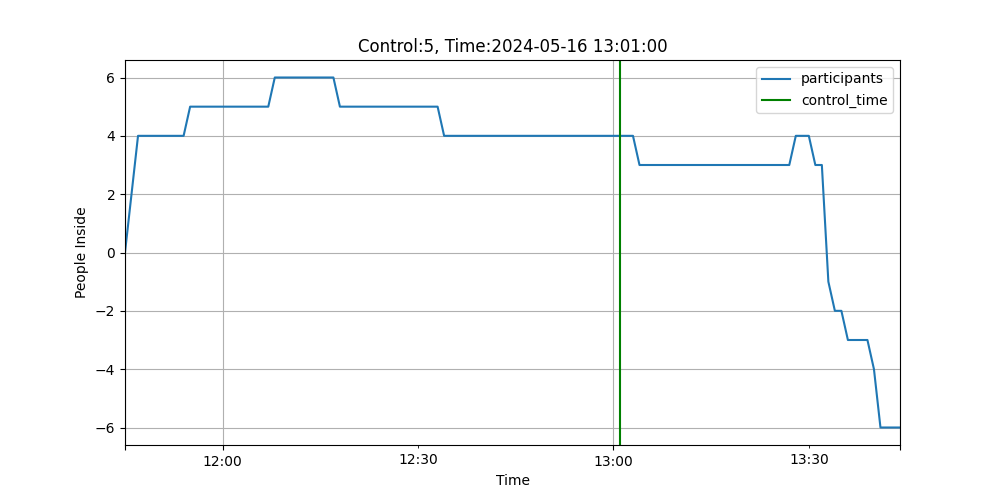 Control:5, Time:2024-05-16 13:01:00
participants
control_time
6
4
2
0
−2
−4
−6
People Inside
12:00
12:30
13:00
13:30
Time